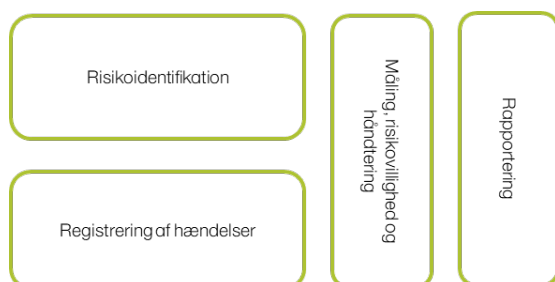 Risikoidentifikation
Registrering af hændelser
Måling, risikovillighed og
håndtering
Rapportering